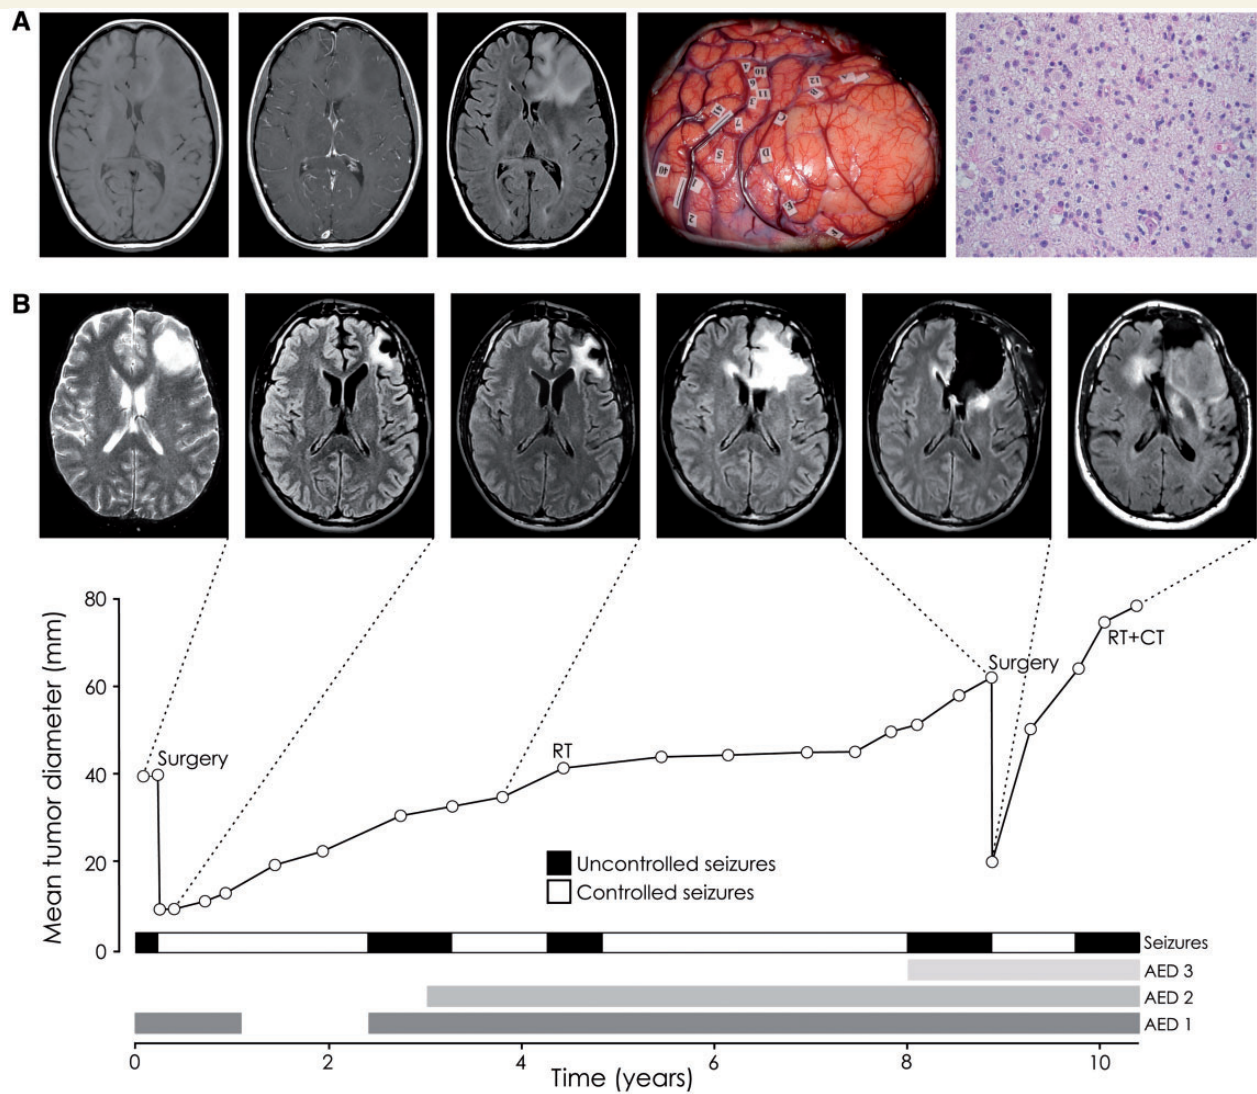 A
B
80
60
40
20
0
Mean tumor diameter (mm)
Surgery
RT
Surgery
RT+CT
Uncontrolled seizures
Controlled seizures
Seizures
AED 3
AED 2
AED 1
0 2 4 6 8 10
Time (years)